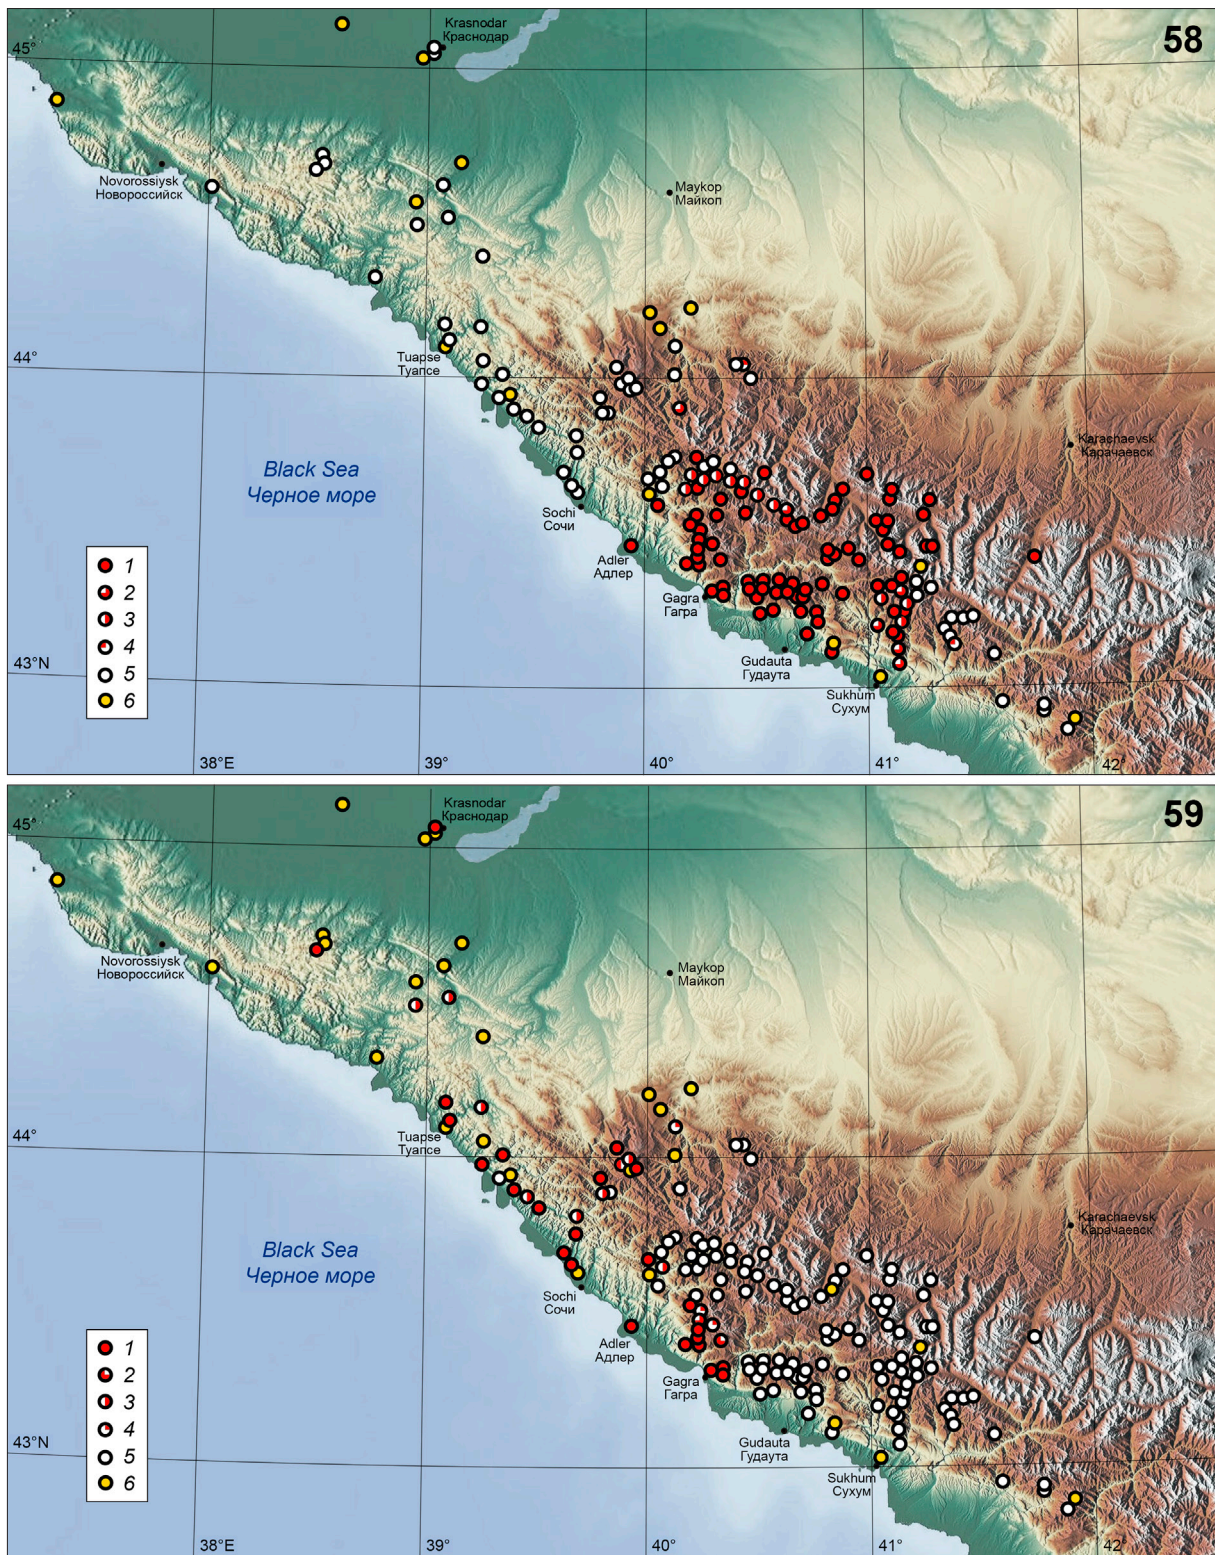 58
Krasnodar
Краснодар
45°
Novorossiysk
Новороссийск
Maykop
Майкоп
44°
Tuapse
Туапсе
Karachaevsk
Карачаевск
Black Sea
Черное море
Sochi
Сочи
Adler
Адлер
1
2
3
4
5
6
Gagra
Гагра
Gudauta
Гудаута
43°N
Sukhum
Сухум
38°E
39°
40°
41°
42°
59
Krasnodar
Краснодар
45°
Novorossiysk
Новороссийск
Maykop
Майкоп
44°
Tuapse
Туапсе
Karachaevsk
Карачаевск
Black Sea
Черное море
Sochi
Сочи
Adler
Адлер
1
2
3
4
5
6
Gagra
Гагра
Gudauta
Гудаута
43°N
Sukhum
Сухум
38°E
39°
40°
41°
42°